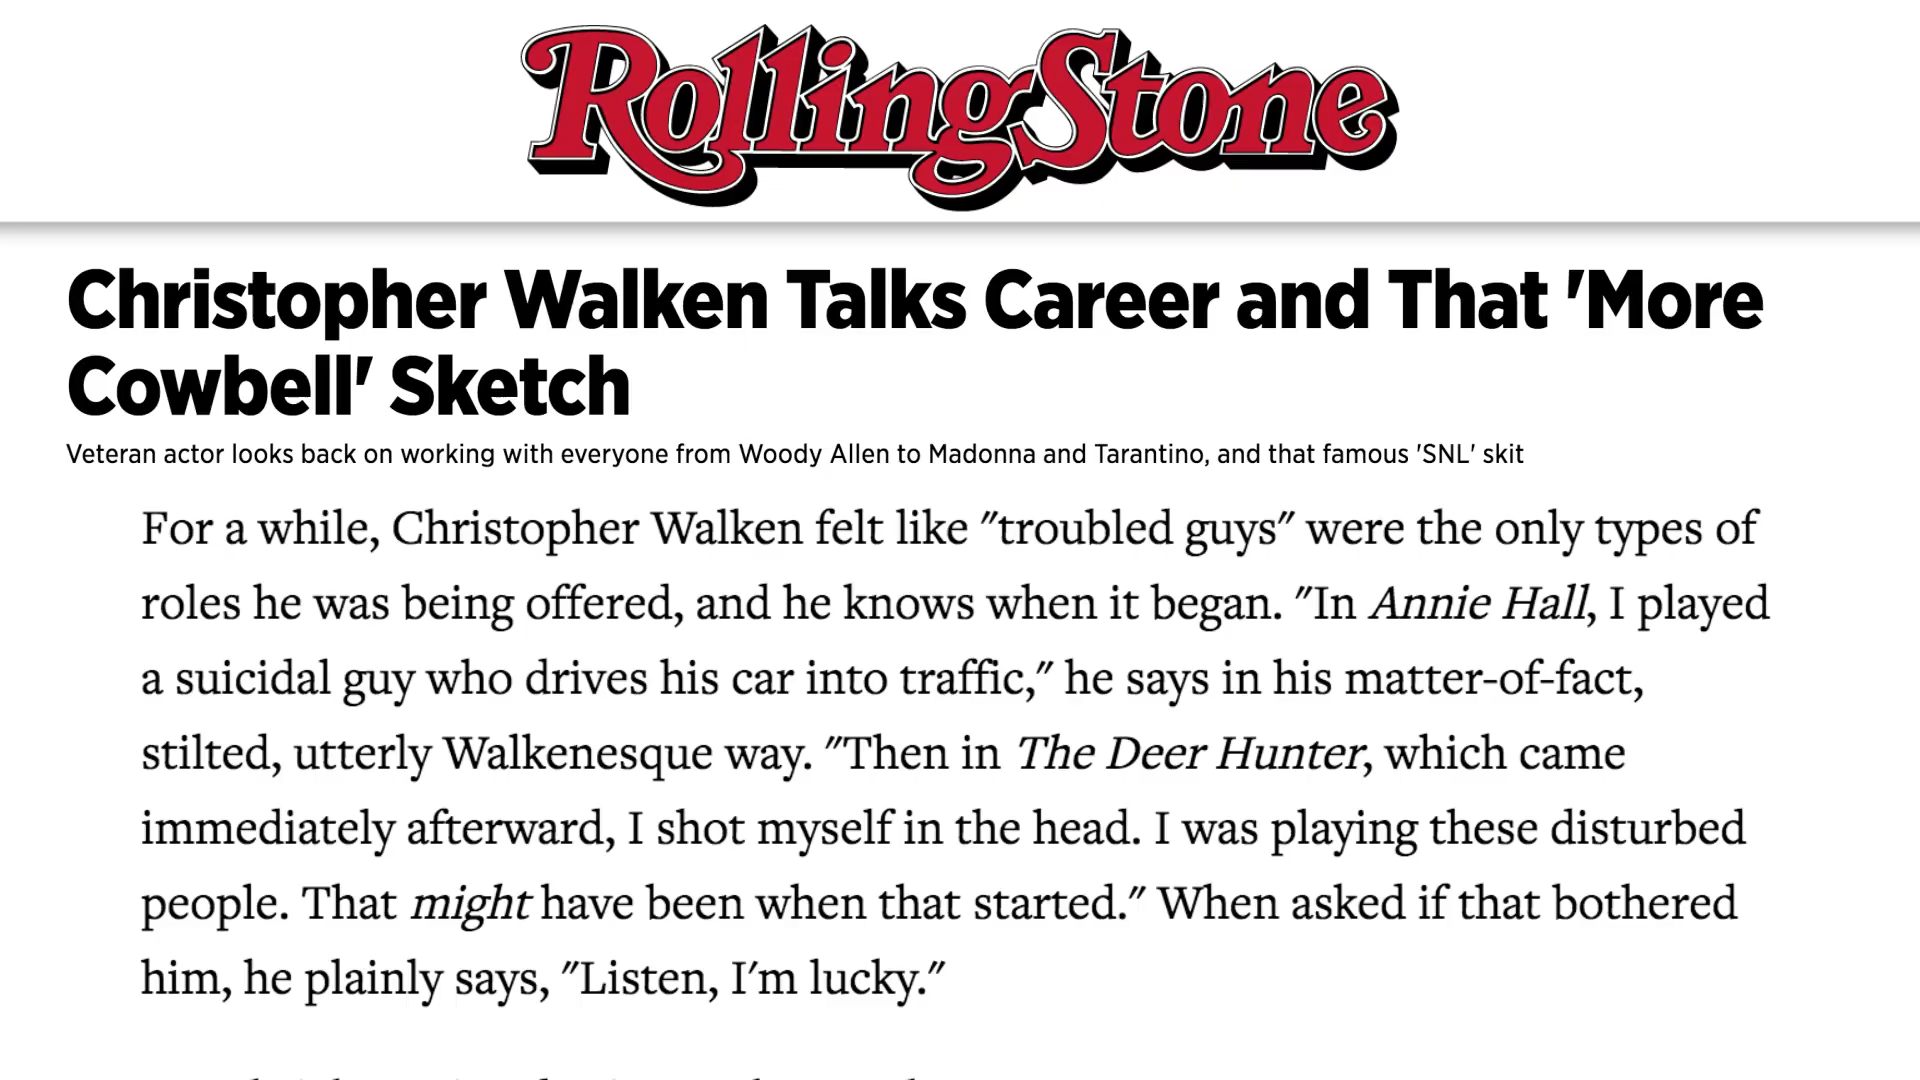 RollingStone
Christopher Walken Talks Career and That 'More
Cowbell' Sketch
Veteran actor looks back on working with everyone from Woody Allen to Madonna and Tarantino, and that famous 'SNL' skit
For a while, Christopher Walken felt like "troubled guys" were the only types of
roles he was being offered, and he knows when it began. "In Annie Hall, I played
a suicidal guy who drives his car into traffic," he says in his matter-of-fact,
stilted, utterly Walkenesque way. "Then in The Deer Hunter, which came
immediately afterward, I shot myself in the head. I was playing these disturbed
people. That might have been when that started." When asked if that bothered
him, he plainly says, "Listen, I'm lucky."